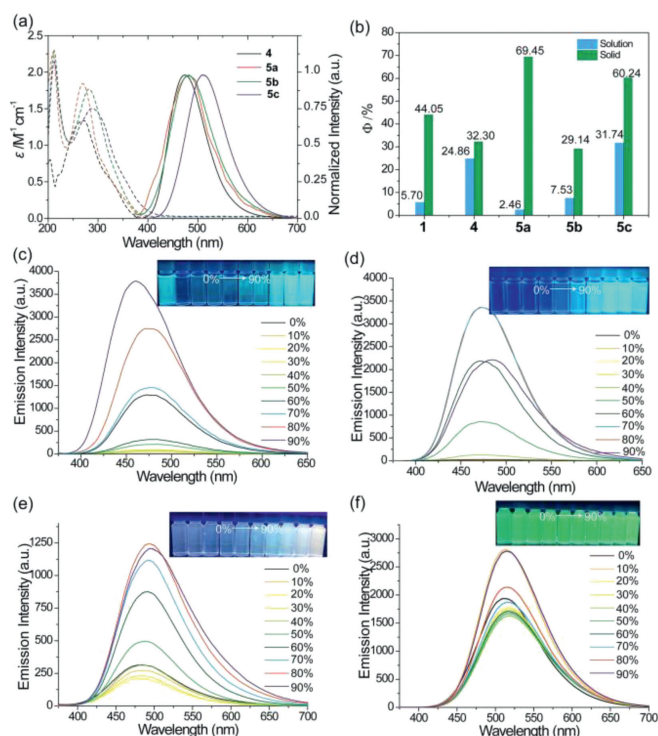 (a)
4
5a
5b
5c
ε /M⁻¹ cm⁻¹
2.0
1.5
1.0
0.5
0.0
Normalized Intensity (a.u.)
1.0
0.75
0.5
0.25
0.0
200 300 400 500 600 700
Wavelength (nm)
(b)
Solution
Solid
Φ /%
80
70
60
50
40
30
20
10
0
5.70 44.05
24.86 32.30
2.46 69.45
7.53 29.14
31.74 60.24
1 4 5a 5b 5c
(c)
0% → 90%
Emission Intensity (a.u.)
4000
3500
3000
2500
2000
1500
1000
500
0
0%
10%
20%
30%
40%
50%
60%
70%
80%
90%
400 450 500 550 600 650
Wavelength (nm)
(d)
0% → 90%
Emission Intensity (a.u.)
4000
3500
3000
2500
2000
1500
1000
500
0
0%
10%
20%
30%
40%
50%
60%
70%
80%
90%
400 450 500 550 600 650
Wavelength (nm)
(e)
0% → 90%
Emission Intensity (a.u.)
1250
1000
750
500
250
0
0%
10%
20%
30%
40%
50%
60%
70%
80%
90%
400 450 500 550 600 650 700
Wavelength (nm)
(f)
0% → 90%
Emission Intensity (a.u.)
3000
2500
2000
1500
1000
500
0
0%
10%
20%
30%
40%
50%
60%
70%
80%
90%
400 450 500 550 600 650 700
Wavelength (nm)